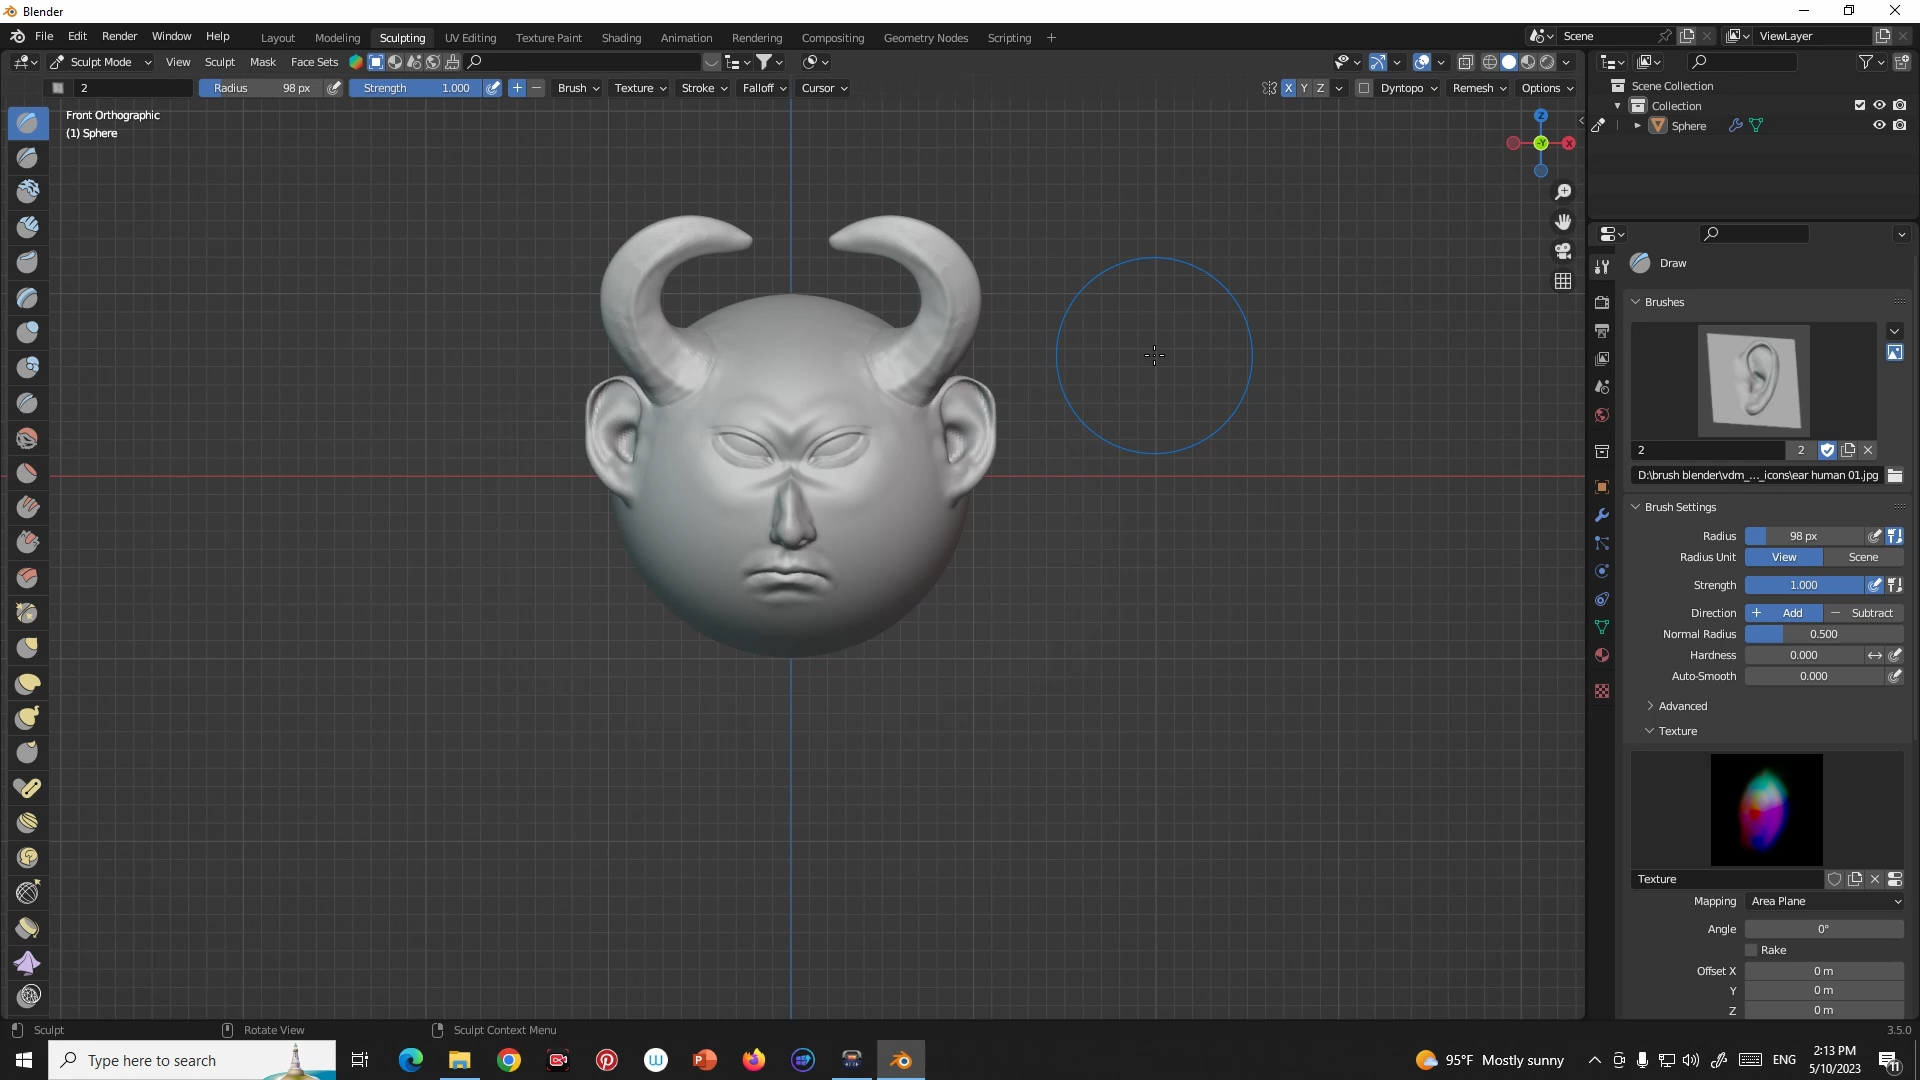 Blender
File Edit Render Window Help
Layout Modeling Sculpting UV Editing Texture Paint Shading Animation Rendering Compositing Geometry Nodes Scripting +
Scene
ViewLayer
Sculpt Mode View Sculpt Mask Face Sets
2 Radius 98 px Strength 1.000 + − Brush Texture Stroke Falloff Cursor
X Y Z Dyntopo Remesh Options
Front Orthographic
(1) Sphere
Z
-Y
X
Scene Collection
Collection
Sphere
Draw
Brushes
2 2
D:\brush blender\vdm_..._icons\ear human 01.jpg
Brush Settings
Radius 98 px
Radius Unit View Scene
Strength 1.000
Direction + Add − Subtract
Normal Radius 0.500
Hardness 0.000
Auto-Smooth 0.000
Advanced
Texture
Texture
Mapping Area Plane
Angle 0°
Rake
Offset X 0 m
Y 0 m
Z 0 m
Sculpt Rotate View Sculpt Context Menu
3.5.0
Type here to search
95°F Mostly sunny
ENG
2:13 PM
5/10/2023
11